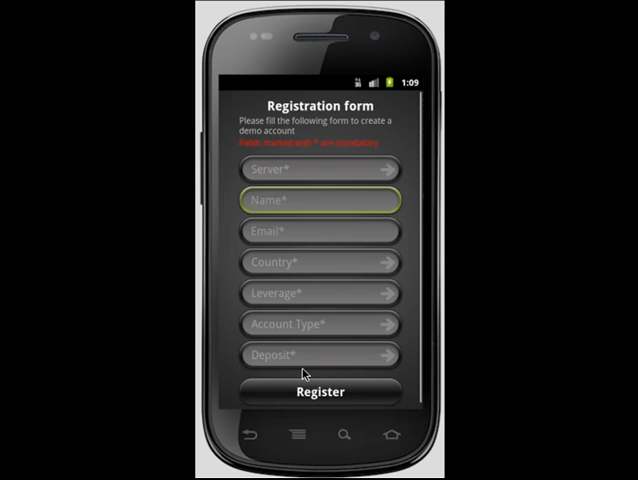 1:09
Registration form
Please fill the following form to create a
demo account
Fields marked with * are mandatory
Server*
Name*
Email*
Country*
Leverage*
Account Type*
Deposit*
Register